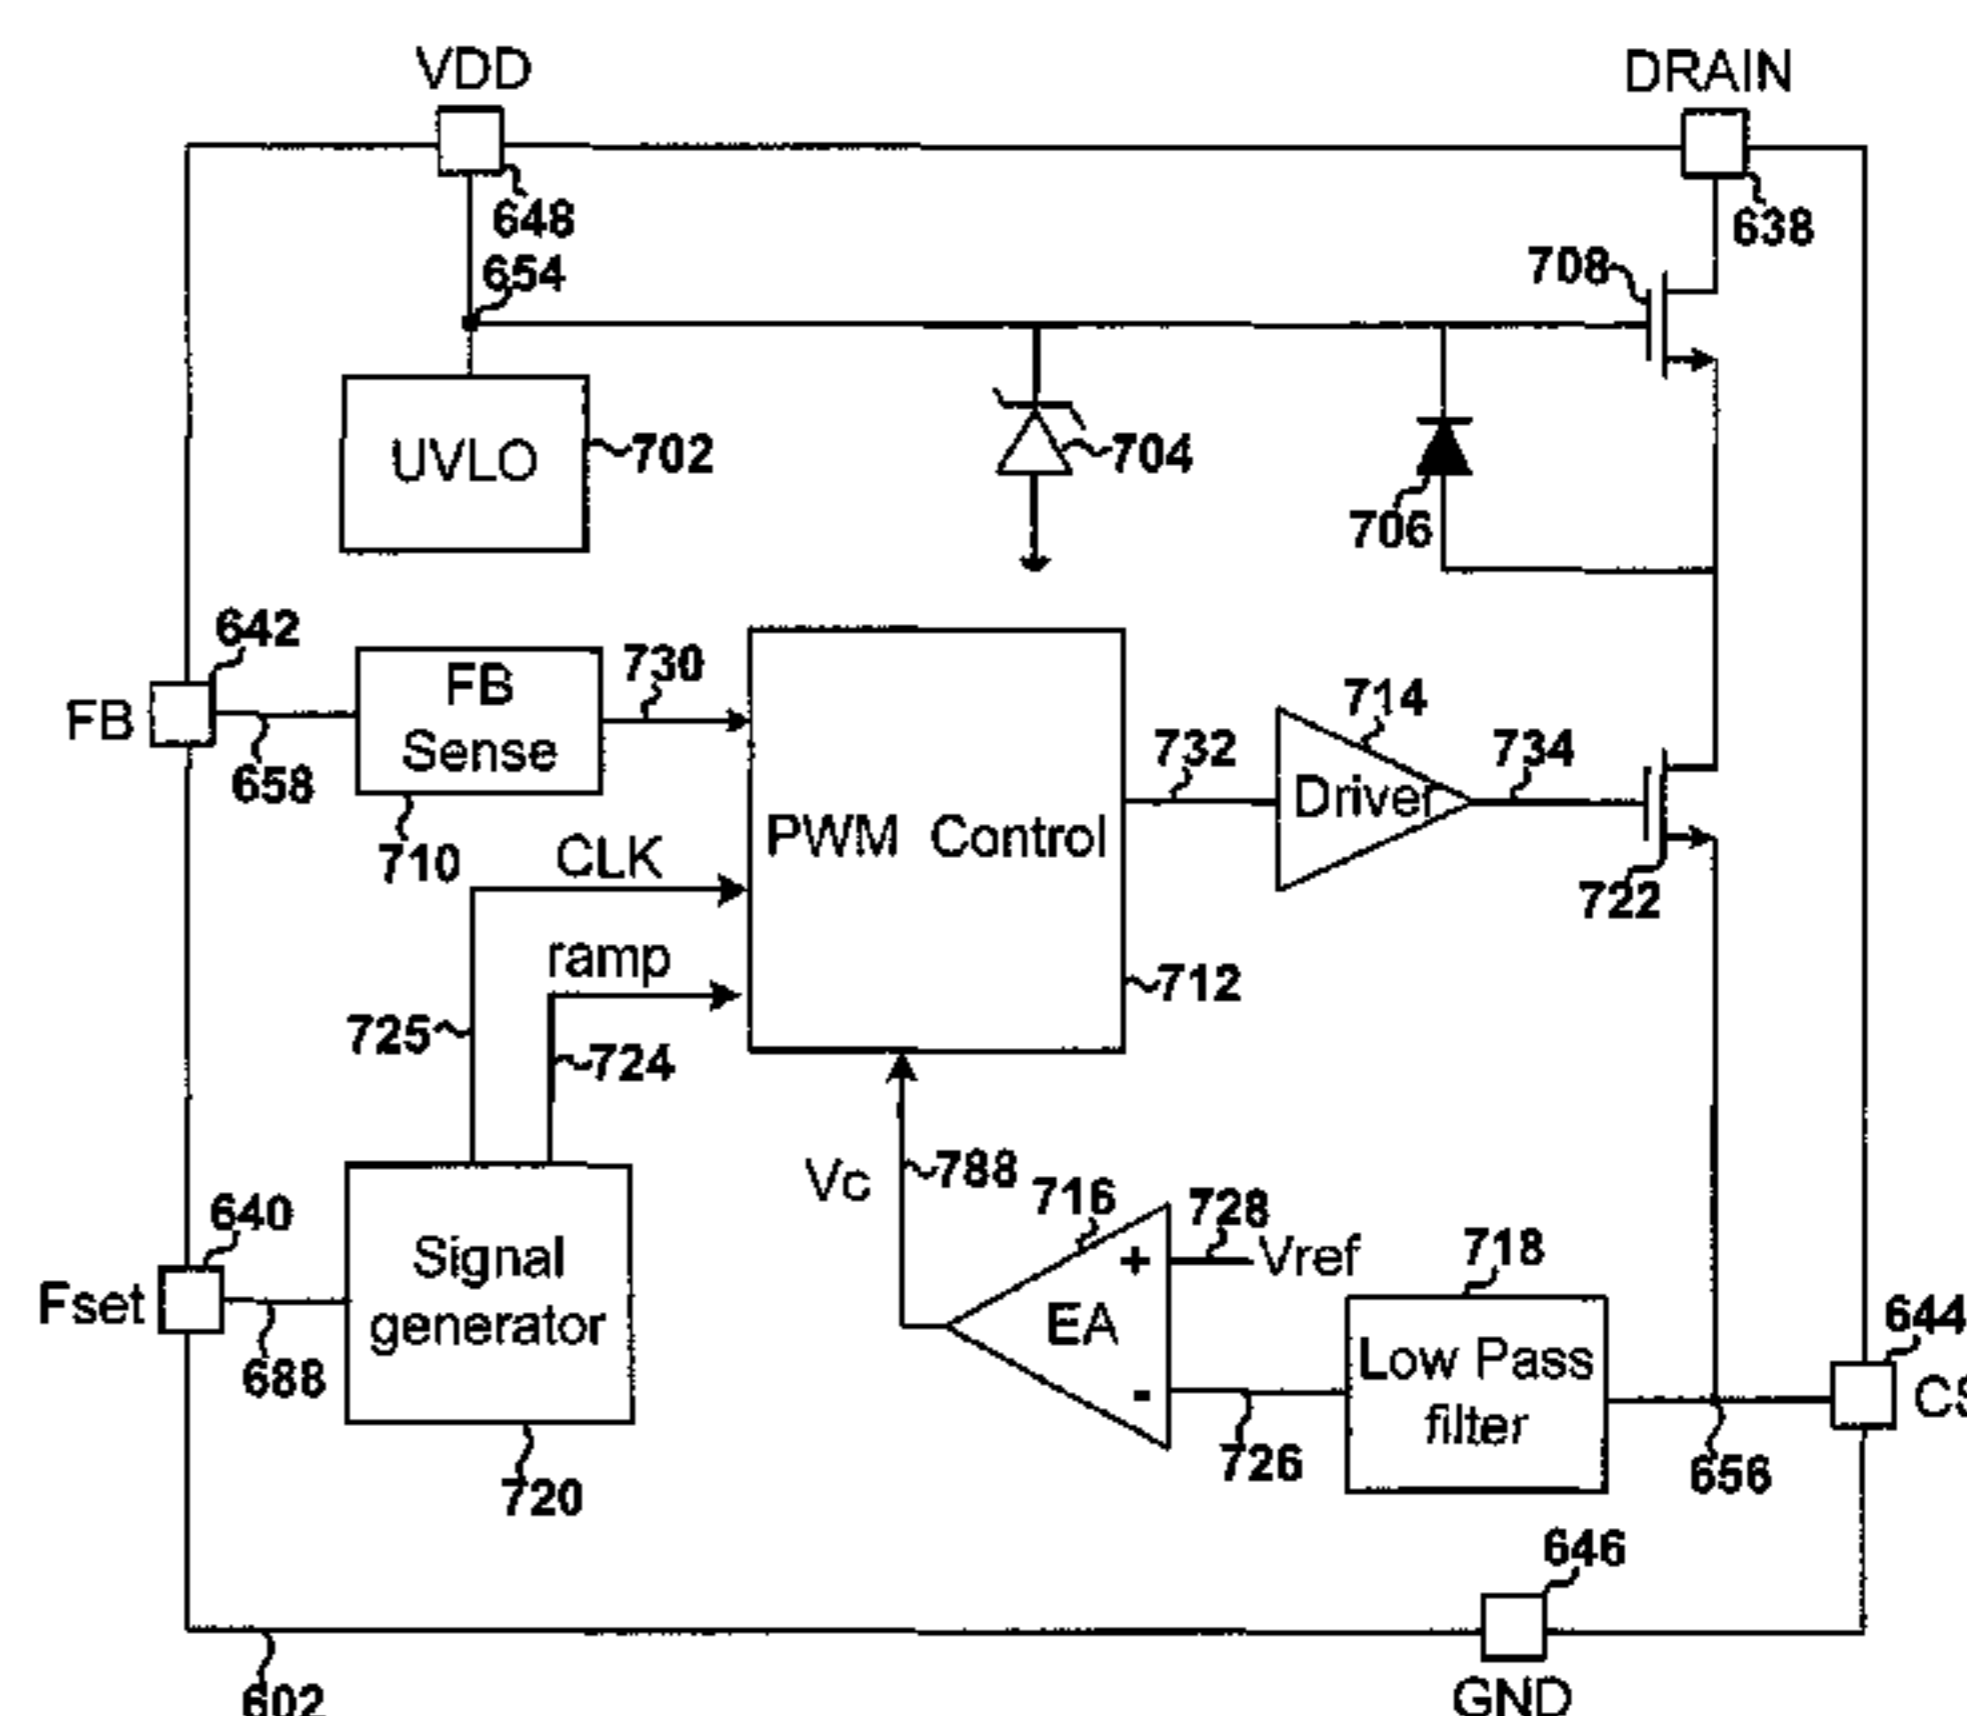 VDD
DRAIN
648
638
654
708
UVLO
702
704
706
642
FB
FB
Sense
730
658
710
CLK
PWM Control
732
714
Driver
734
722
ramp
725
724
712
Vc
788
716
728
Vref
EA
+
-
718
Low Pass
filter
726
656
644
640
Fset
688
Signal
generator
720
646
GND
602